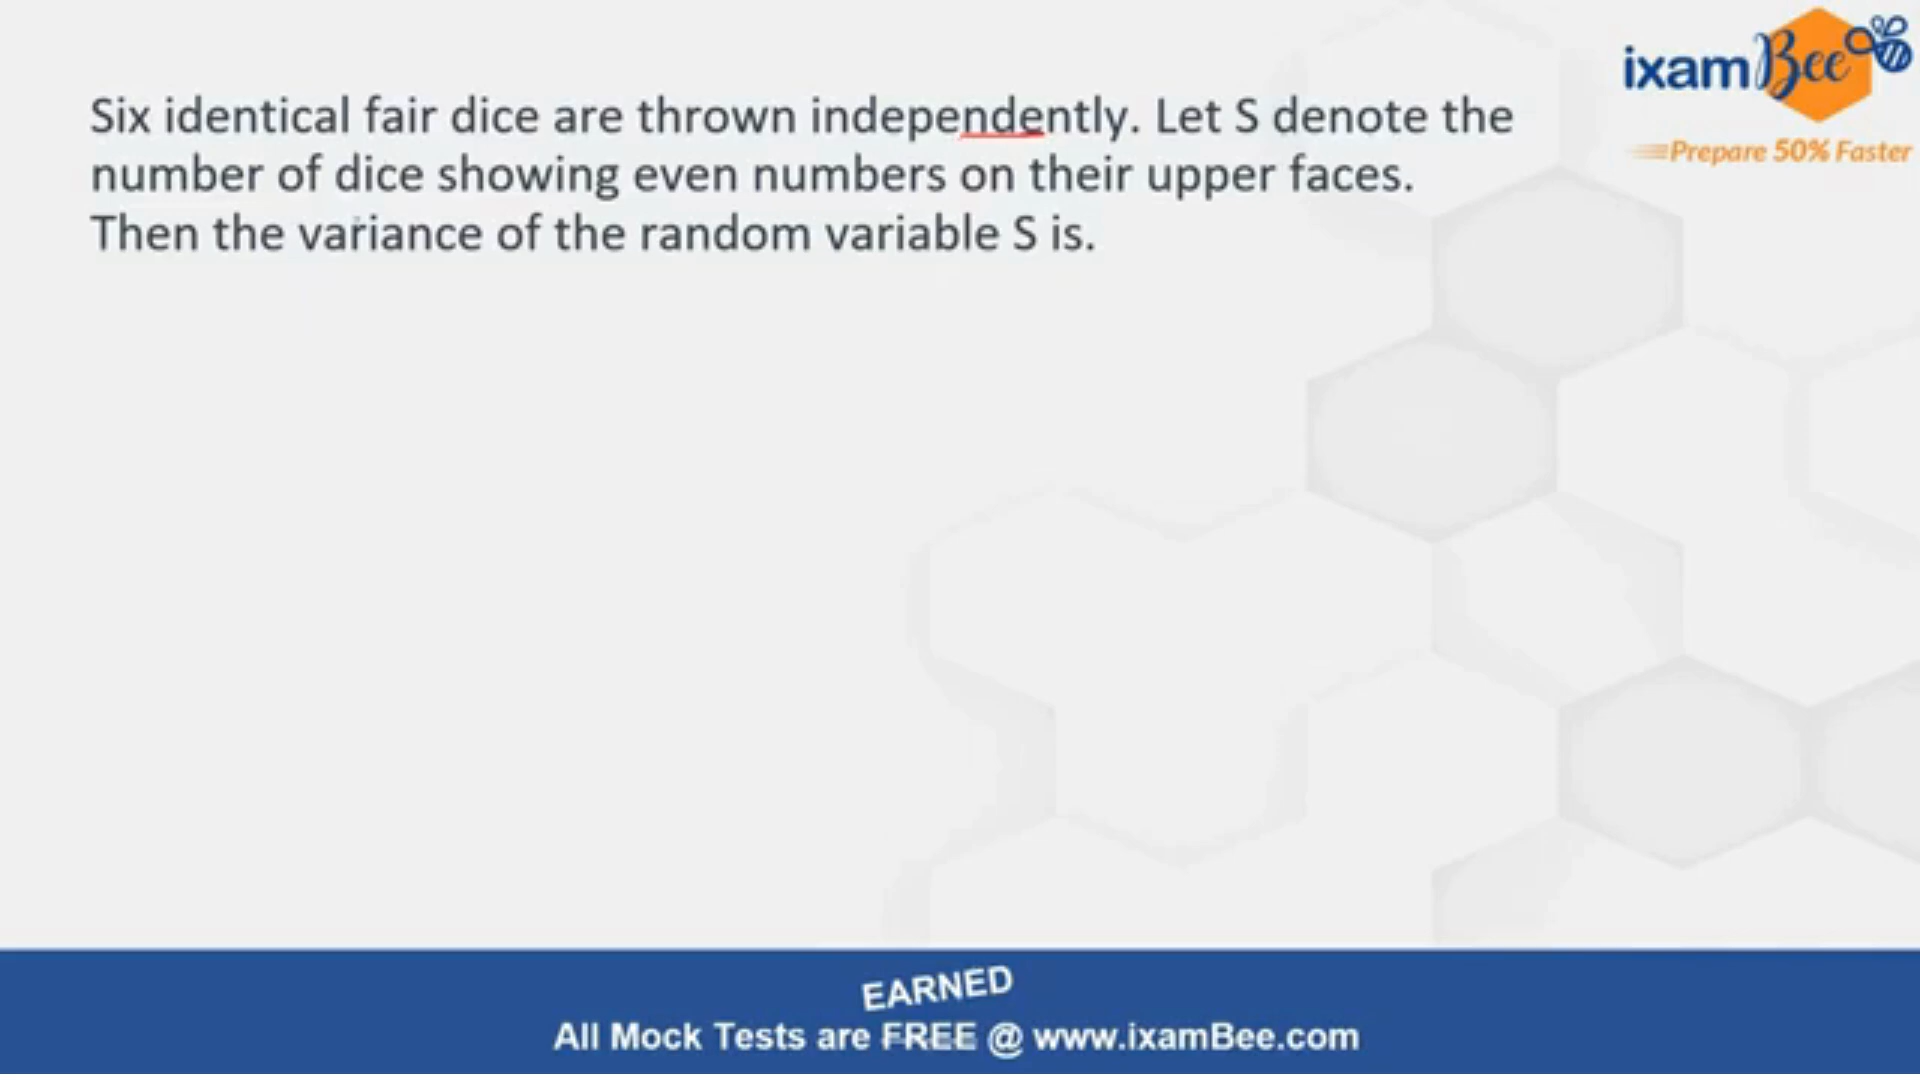 ixamBee
Prepare 50% Faster
Six identical fair dice are thrown independently. Let S denote the
number of dice showing even numbers on their upper faces.
Then the variance of the random variable S is.
EARNED
All Mock Tests are FREE @ www.ixamBee.com